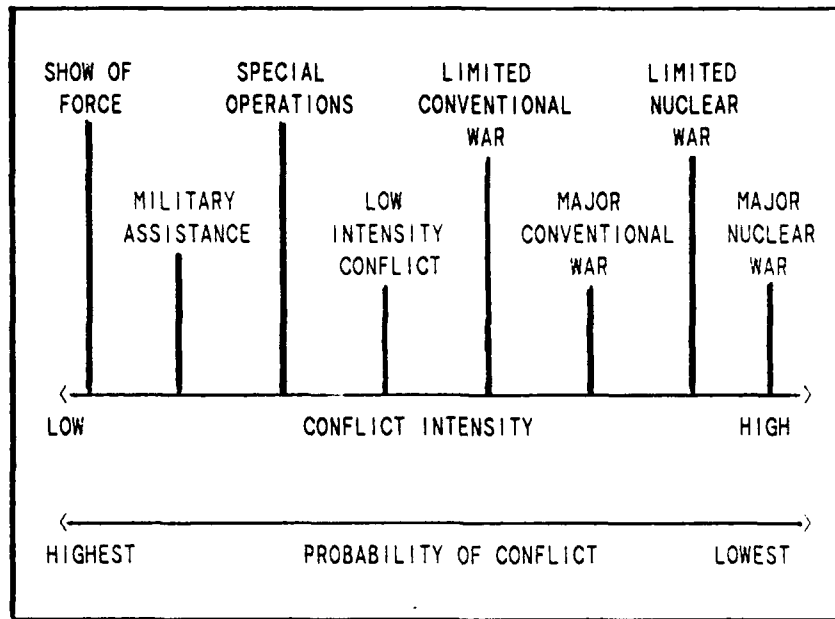 SHOW OF
FORCE
SPECIAL
OPERATIONS
LIMITED
CONVENTIONAL
WAR
LIMITED
NUCLEAR
WAR
MILITARY
ASSISTANCE
LOW
INTENSITY
CONFLICT
MAJOR
CONVENTIONAL
WAR
MAJOR
NUCLEAR
WAR
LOW CONFLICT INTENSITY HIGH
HIGHEST PROBABILITY OF CONFLICT LOWEST